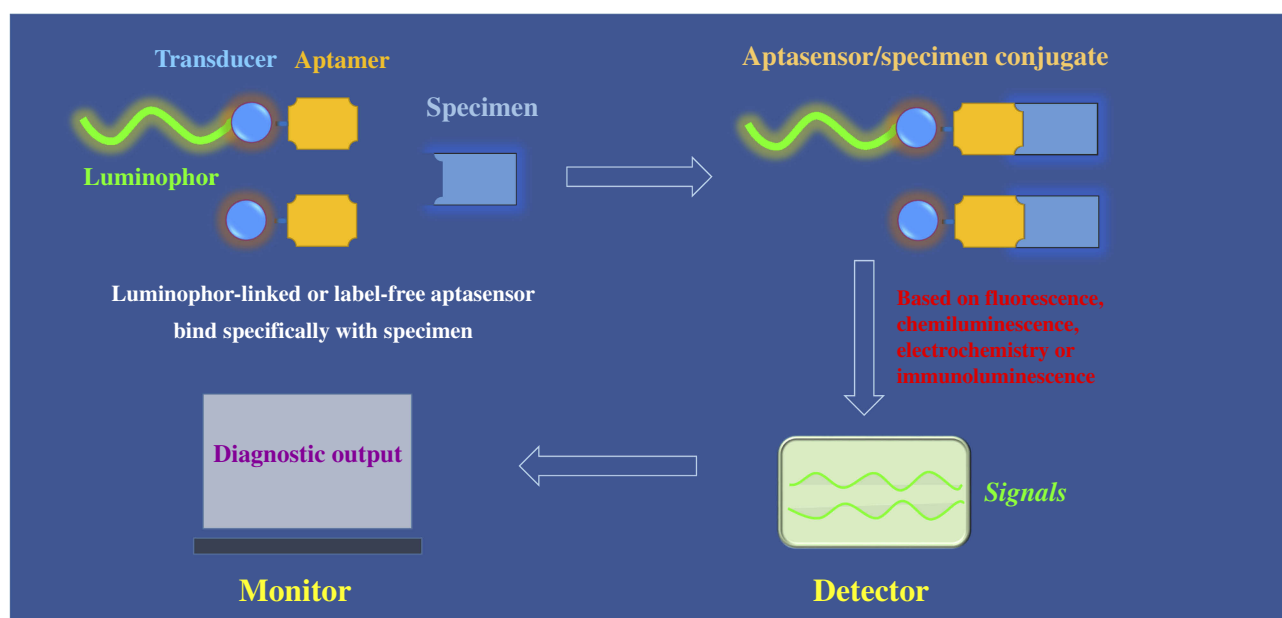 Transducer Aptamer
Aptasensor/specimen conjugate
Specimen
Luminophor
Luminophor-linked or label-free aptasensor
bind specifically with specimen
Based on fluorescence,
chemiluminescence,
electrochemistry or
immunoluminescence
Diagnostic output
Signals
Monitor
Detector